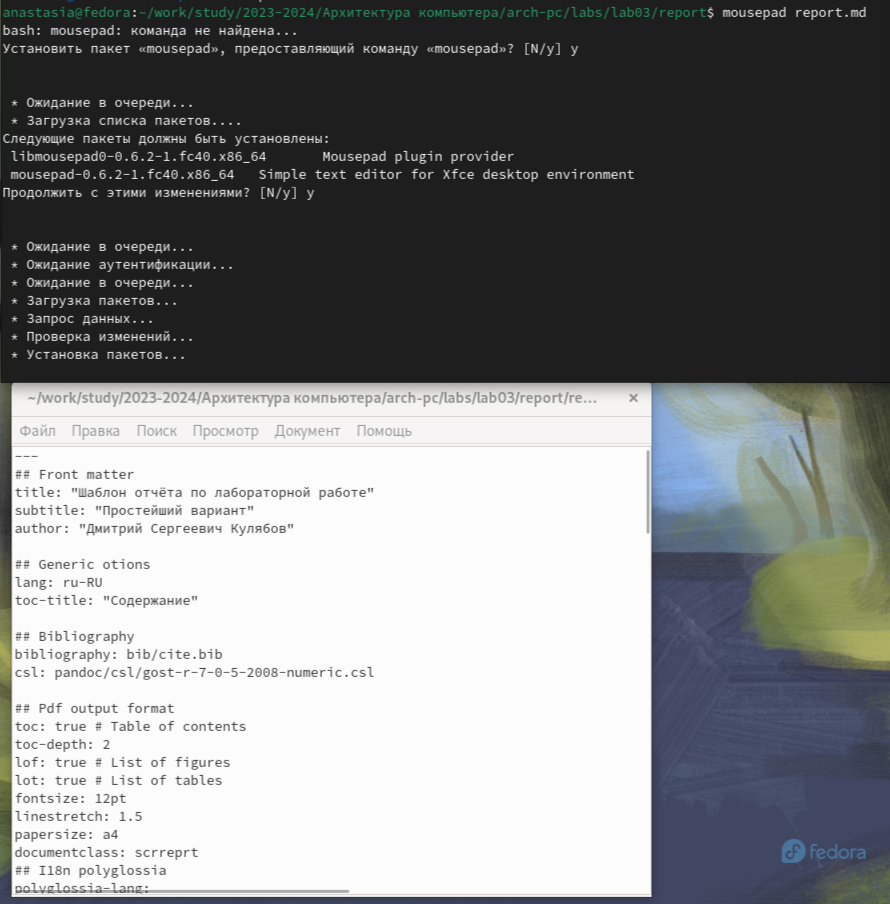 anastasia@fedora:~/work/study/2023-2024/Архитектура компьютера/arch-pc/labs/lab03/report$ mousepad report.md
bash: mousepad: команда не найдена...
Установить пакет «mousepad», предоставляющий команду «mousepad»? [N/y] y
* Ожидание в очереди...
* Загрузка списка пакетов....
Следующие пакеты должны быть установлены:
libmousepad0-0.6.2-1.fc40.x86_64 Mousepad plugin provider
mousepad-0.6.2-1.fc40.x86_64 Simple text editor for Xfce desktop environment
Продолжить с этими изменениями? [N/y] y
* Ожидание в очереди...
* Ожидание аутентификации...
* Ожидание в очереди...
* Загрузка пакетов...
* Запрос данных...
* Проверка изменений...
* Установка пакетов...
~/work/study/2023-2024/Архитектура компьютера/arch-pc/labs/lab03/report/re...
Файл Правка Поиск Просмотр Документ Помощь
---
## Front matter
title: "Шаблон отчёта по лабораторной работе"
subtitle: "Простейший вариант"
author: "Дмитрий Сергеевич Кулябов"
## Generic otions
lang: ru-RU
toc-title: "Содержание"
## Bibliography
bibliography: bib/cite.bib
csl: pandoc/csl/gost-r-7-0-5-2008-numeric.csl
## Pdf output format
toc: true # Table of contents
toc-depth: 2
lof: true # List of figures
lot: true # List of tables
fontsize: 12pt
linestretch: 1.5
papersize: a4
documentclass: scrreprt
## I18n polyglossia
polyglossia-lang:
fedora